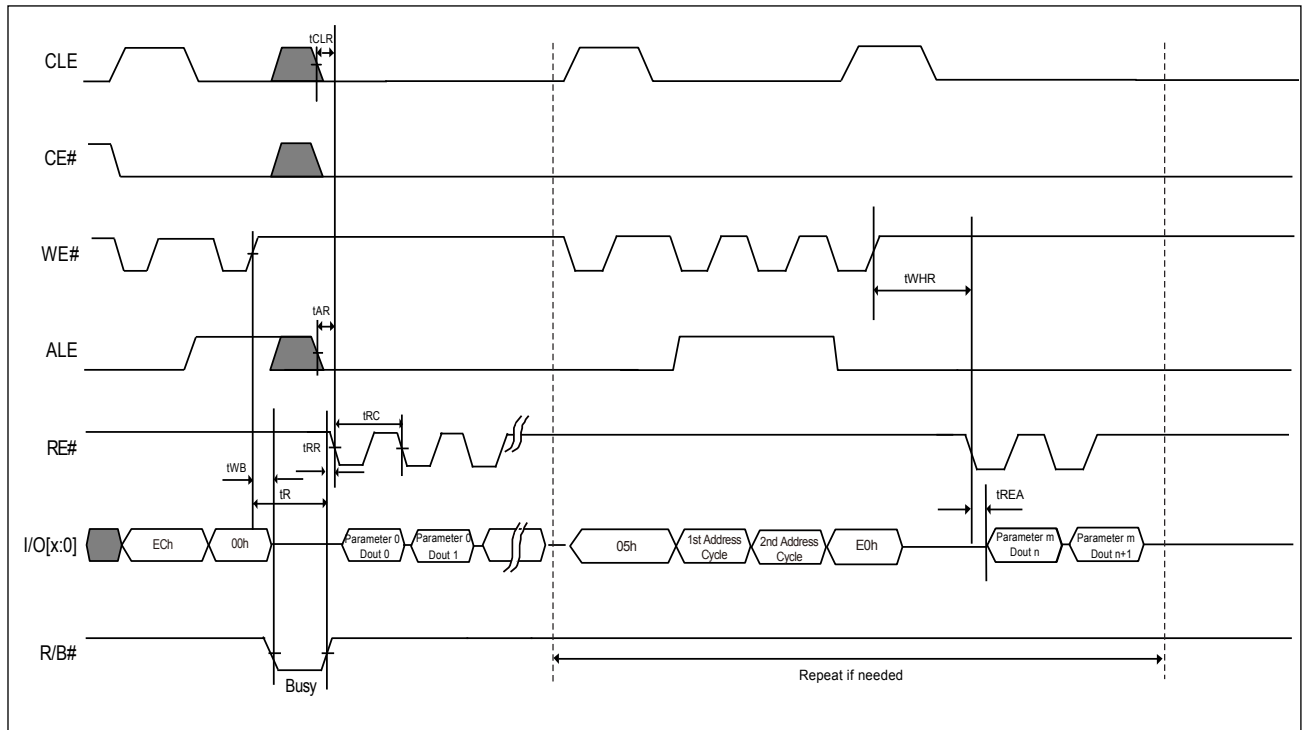 tCLR
CLE
CE#
WE#
tWHR
tAR
ALE
tRC
RE#
tRR
tWB
tR
tREA
I/O[x:0]
ECh
00h
Parameter 0
Dout 0
Parameter 0
Dout 1
05h
1st Address
Cycle
2nd Address
Cycle
E0h
Parameter m
Dout n
Parameter m
Dout n+1
R/B#
Busy
Repeat if needed